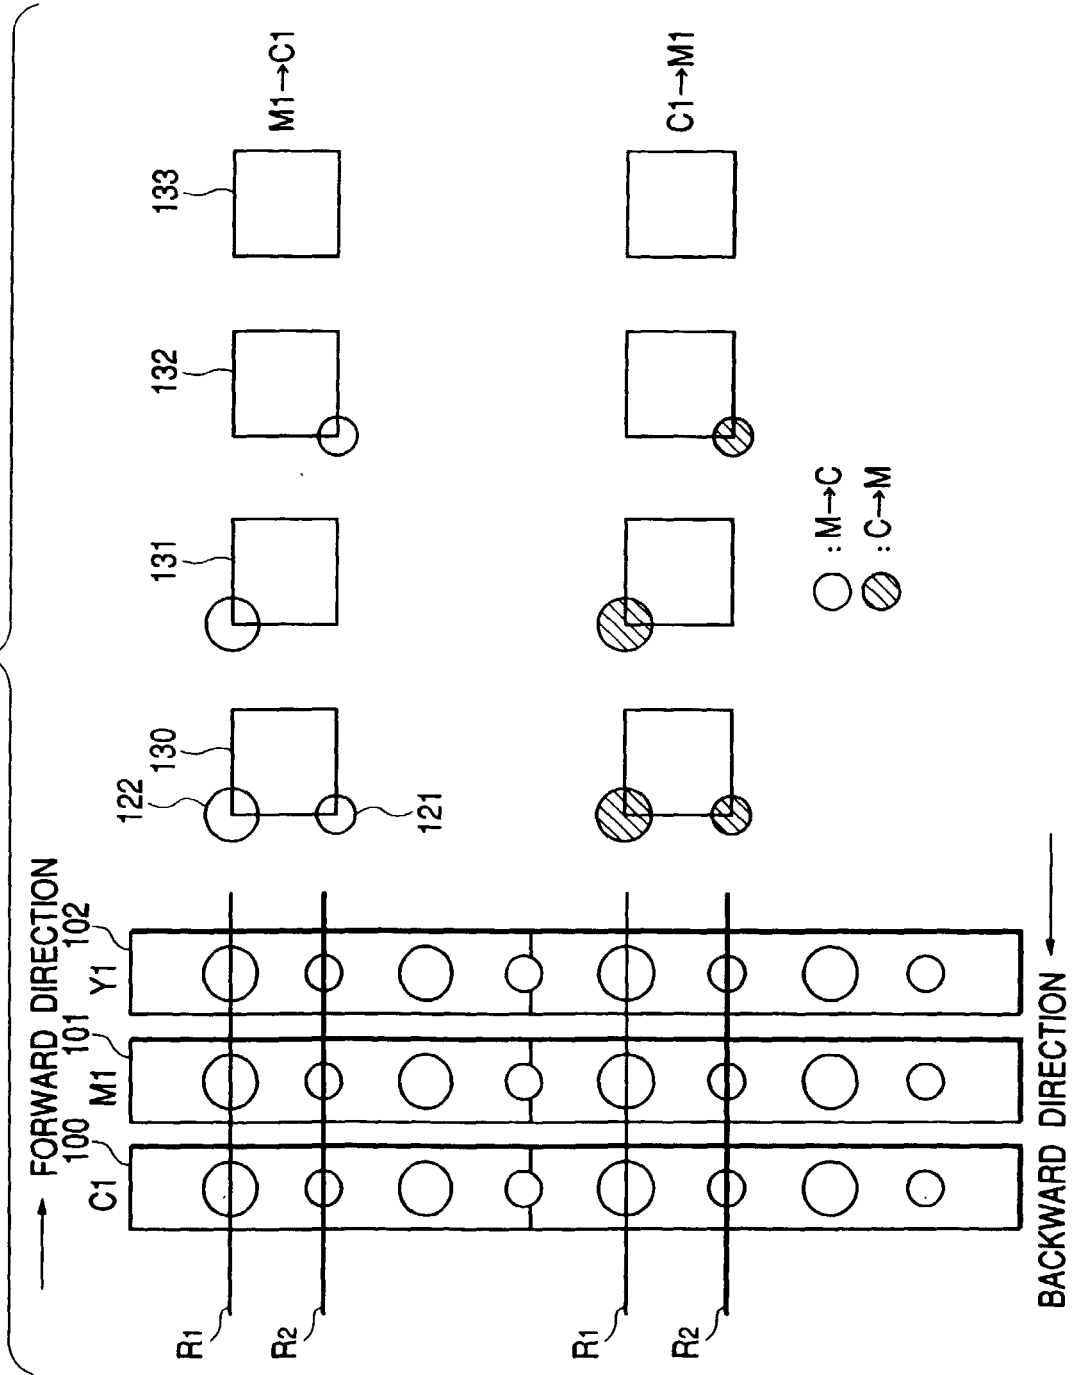 → FORWARD DIRECTION
C1 100
M1 101
Y1 102
R1
R2
R1
R2
122
121
130
131
132
133
M1→C1
C1→M1
: M→C
: C→M
BACKWARD DIRECTION ←